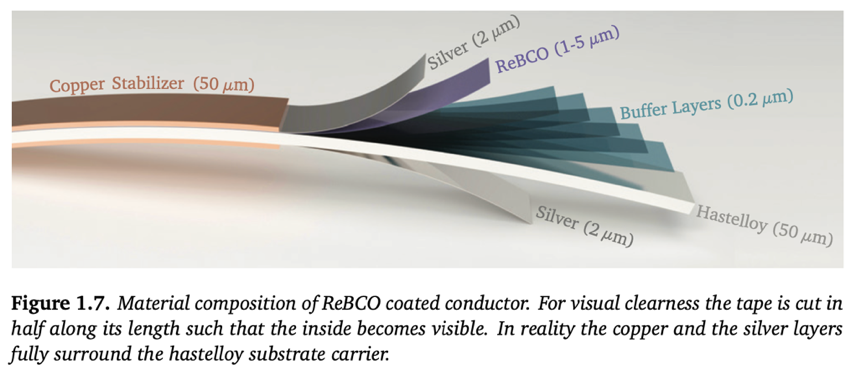 Silver (2 μm)
ReBCO (1-5 μm)
Copper Stabilizer (50 μm)
Buffer Layers (0.2 μm)
Silver (2 μm)
Hastelloy (50 μm)
Figure 1.7. Material composition of ReBCO coated conductor. For visual clearness the tape is cut in
half along its length such that the inside becomes visible. In reality the copper and the silver layers
fully surround the hastelloy substrate carrier.